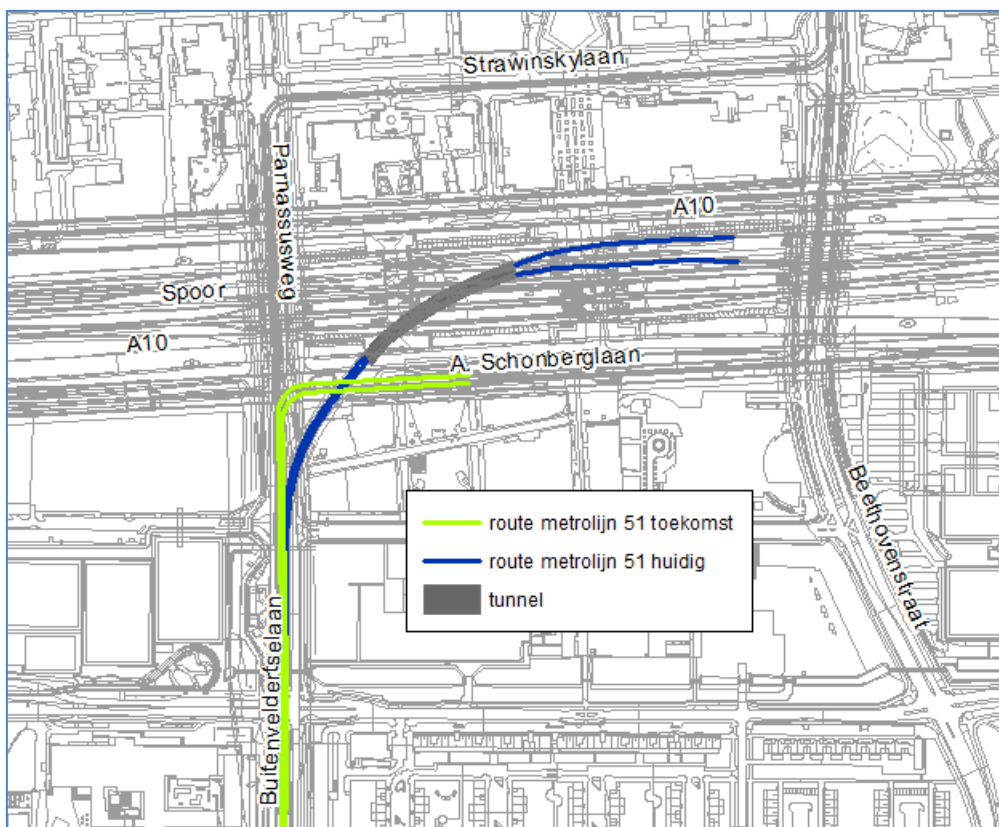 Strawinskylaan
Parnassusweg
A10
Spoor
A10
A. Schonberglaan
Beethovenstraat
route metrolijn 51 toekomst
route metrolijn 51 huidig
tunnel
Buitenveldertselaan